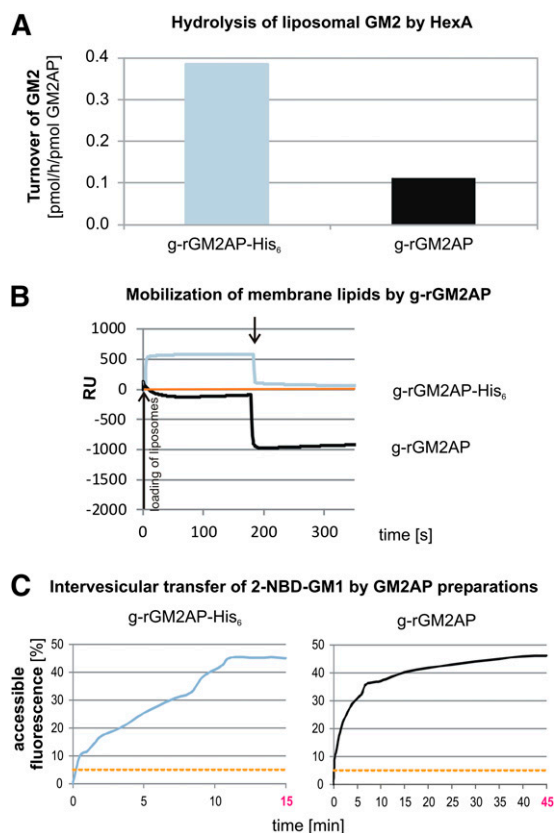 A
Hydrolysis of liposomal GM2 by HexA
Turnover of GM2
[pmol/h/pmol GM2AP]
0.4
0.3
0.1
0.1
0.0
g-rGM2AP-His₆
g-rGM2AP
B
Mobilization of membrane lipids by g-rGM2AP
RU
1000
500
0
-500
-1000
-1500
-2000
loading of liposomes
0
100
200
300
time [s]
g-rGM2AP-His₆
g-rGM2AP
C
Intervesicular transfer of 2-NBD-GM1 by GM2AP preparations
g-rGM2AP-His₆
g-rGM2AP
accessible
fluorescence [%]
50
40
30
20
10
0
0 5 10 15
50
40
30
20
10
0
0 5 10 15 20 25 30 35 40 45
time [min]